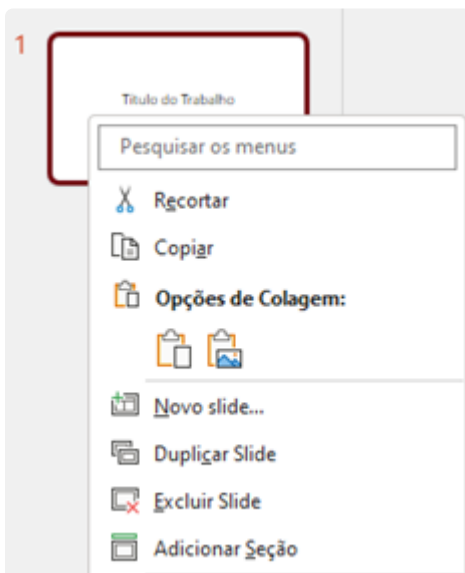 1
Titulo do Trabalho
Pesquisar os menus
Recortar
Copiar
Opções de Colagem:
Novo slide...
Duplicar Slide
Excluir Slide
Adicionar Seção